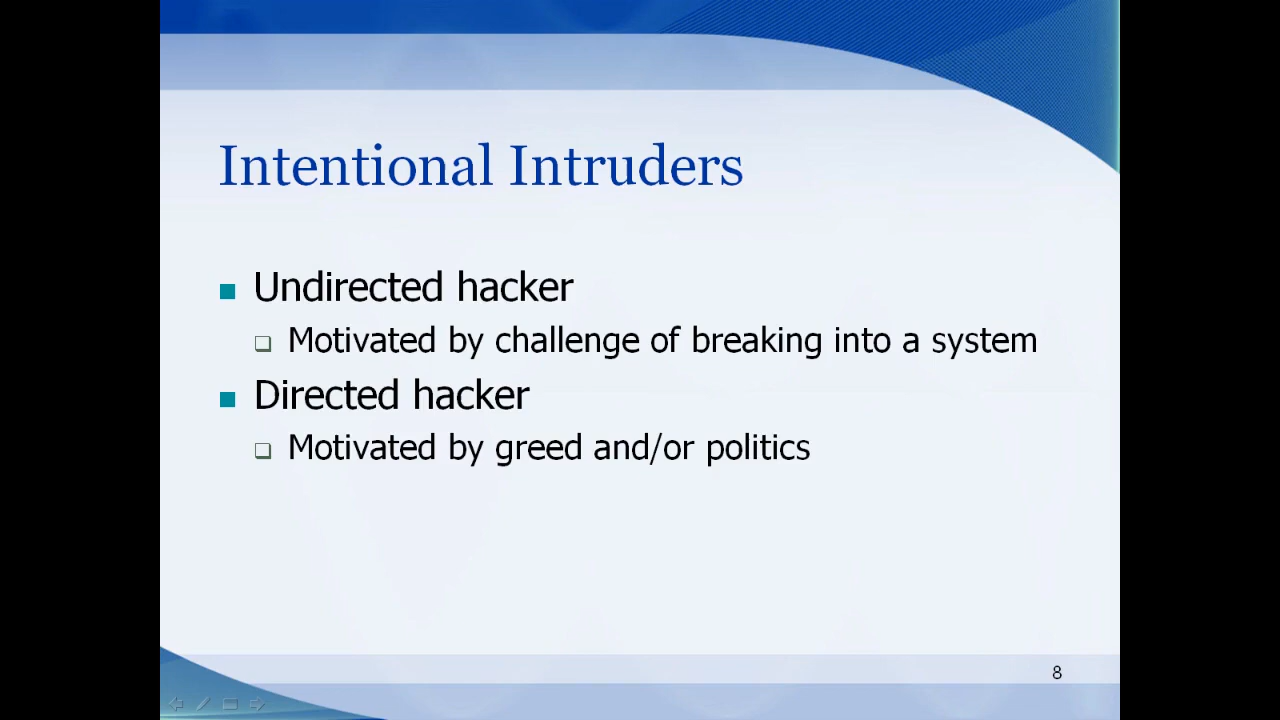 Intentional Intruders
Undirected hacker
Motivated by challenge of breaking into a system
Directed hacker
Motivated by greed and/or politics
8